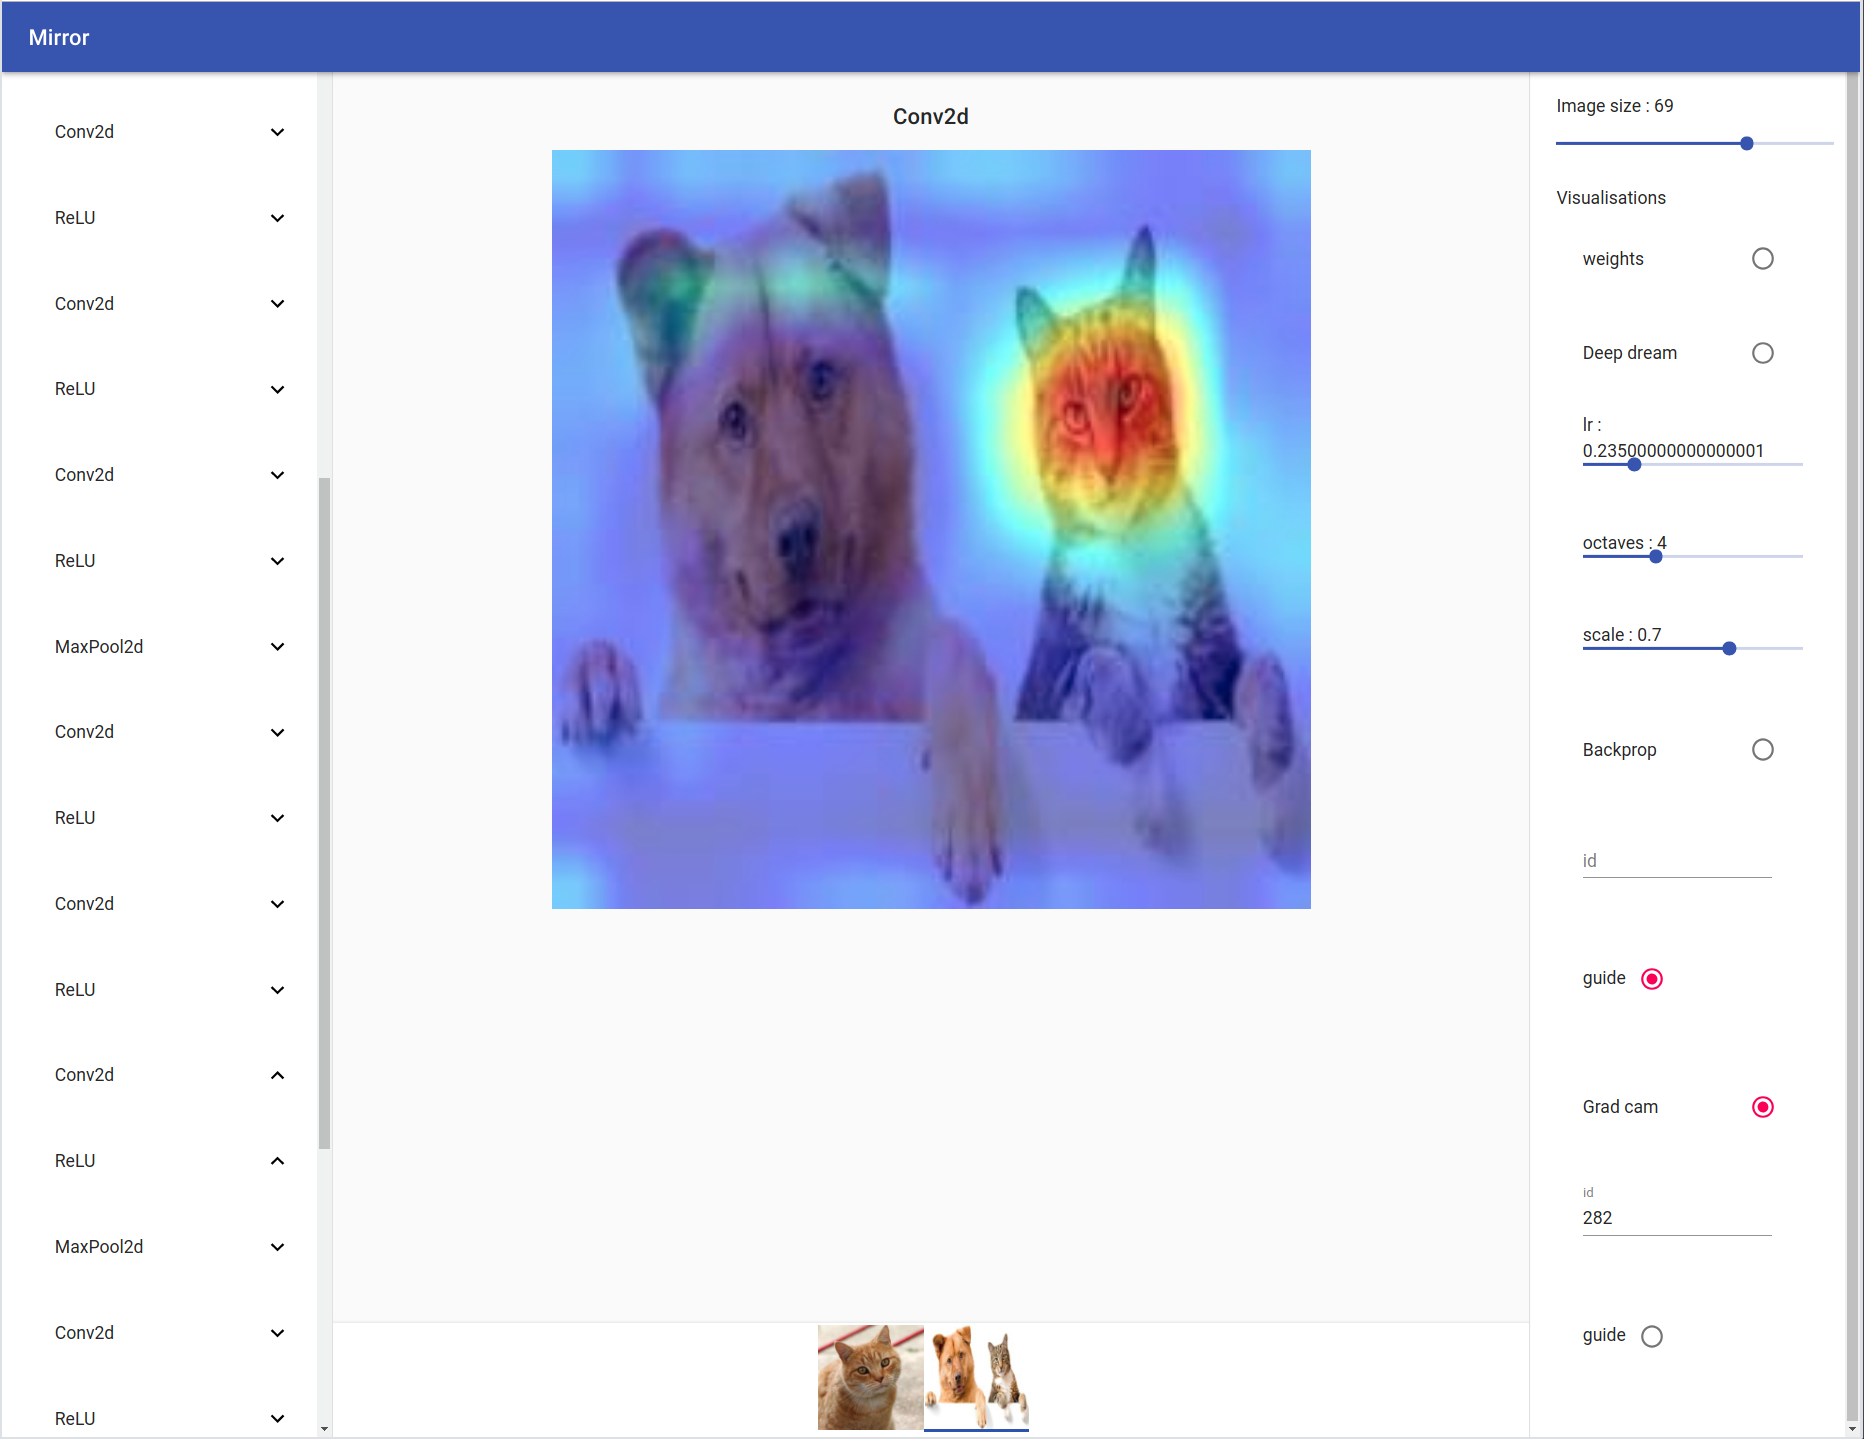 Mirror
Conv2d
ReLU
Conv2d
ReLU
Conv2d
ReLU
MaxPool2d
Conv2d
ReLU
Conv2d
ReLU
Conv2d
ReLU
MaxPool2d
Conv2d
ReLU
Conv2d
Image size : 69
Visualisations
weights
Deep dream
lr :
0.23500000000000001
octaves : 4
scale : 0.7
Backprop
id
guide
Grad cam
id
282
guide